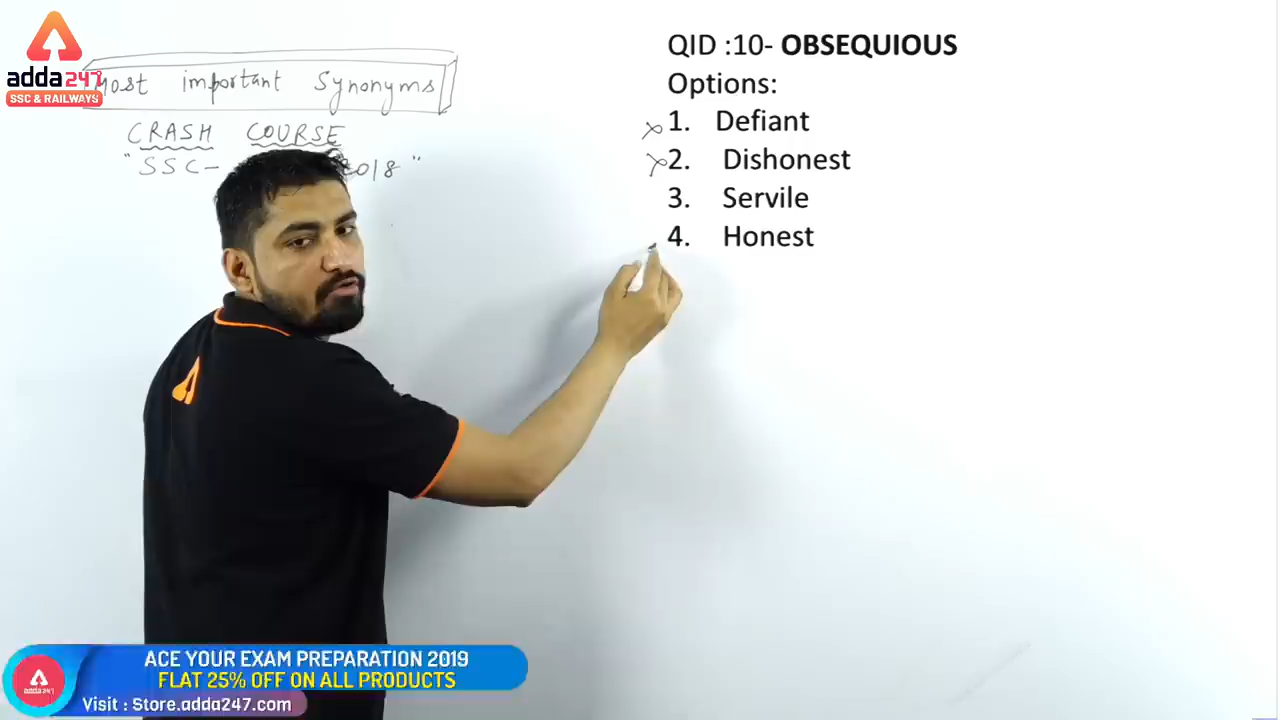 adda247
SSC & RAILWAYS
Most important Synonyms
CRASH COURSE
"SSC- 2018"
QID :10- OBSEQUIOUS
Options:
1. Defiant
2. Dishonest
3. Servile
4. Honest
ACE YOUR EXAM PREPARATION 2019
FLAT 25% OFF ON ALL PRODUCTS
adda247
Visit : Store.adda247.com